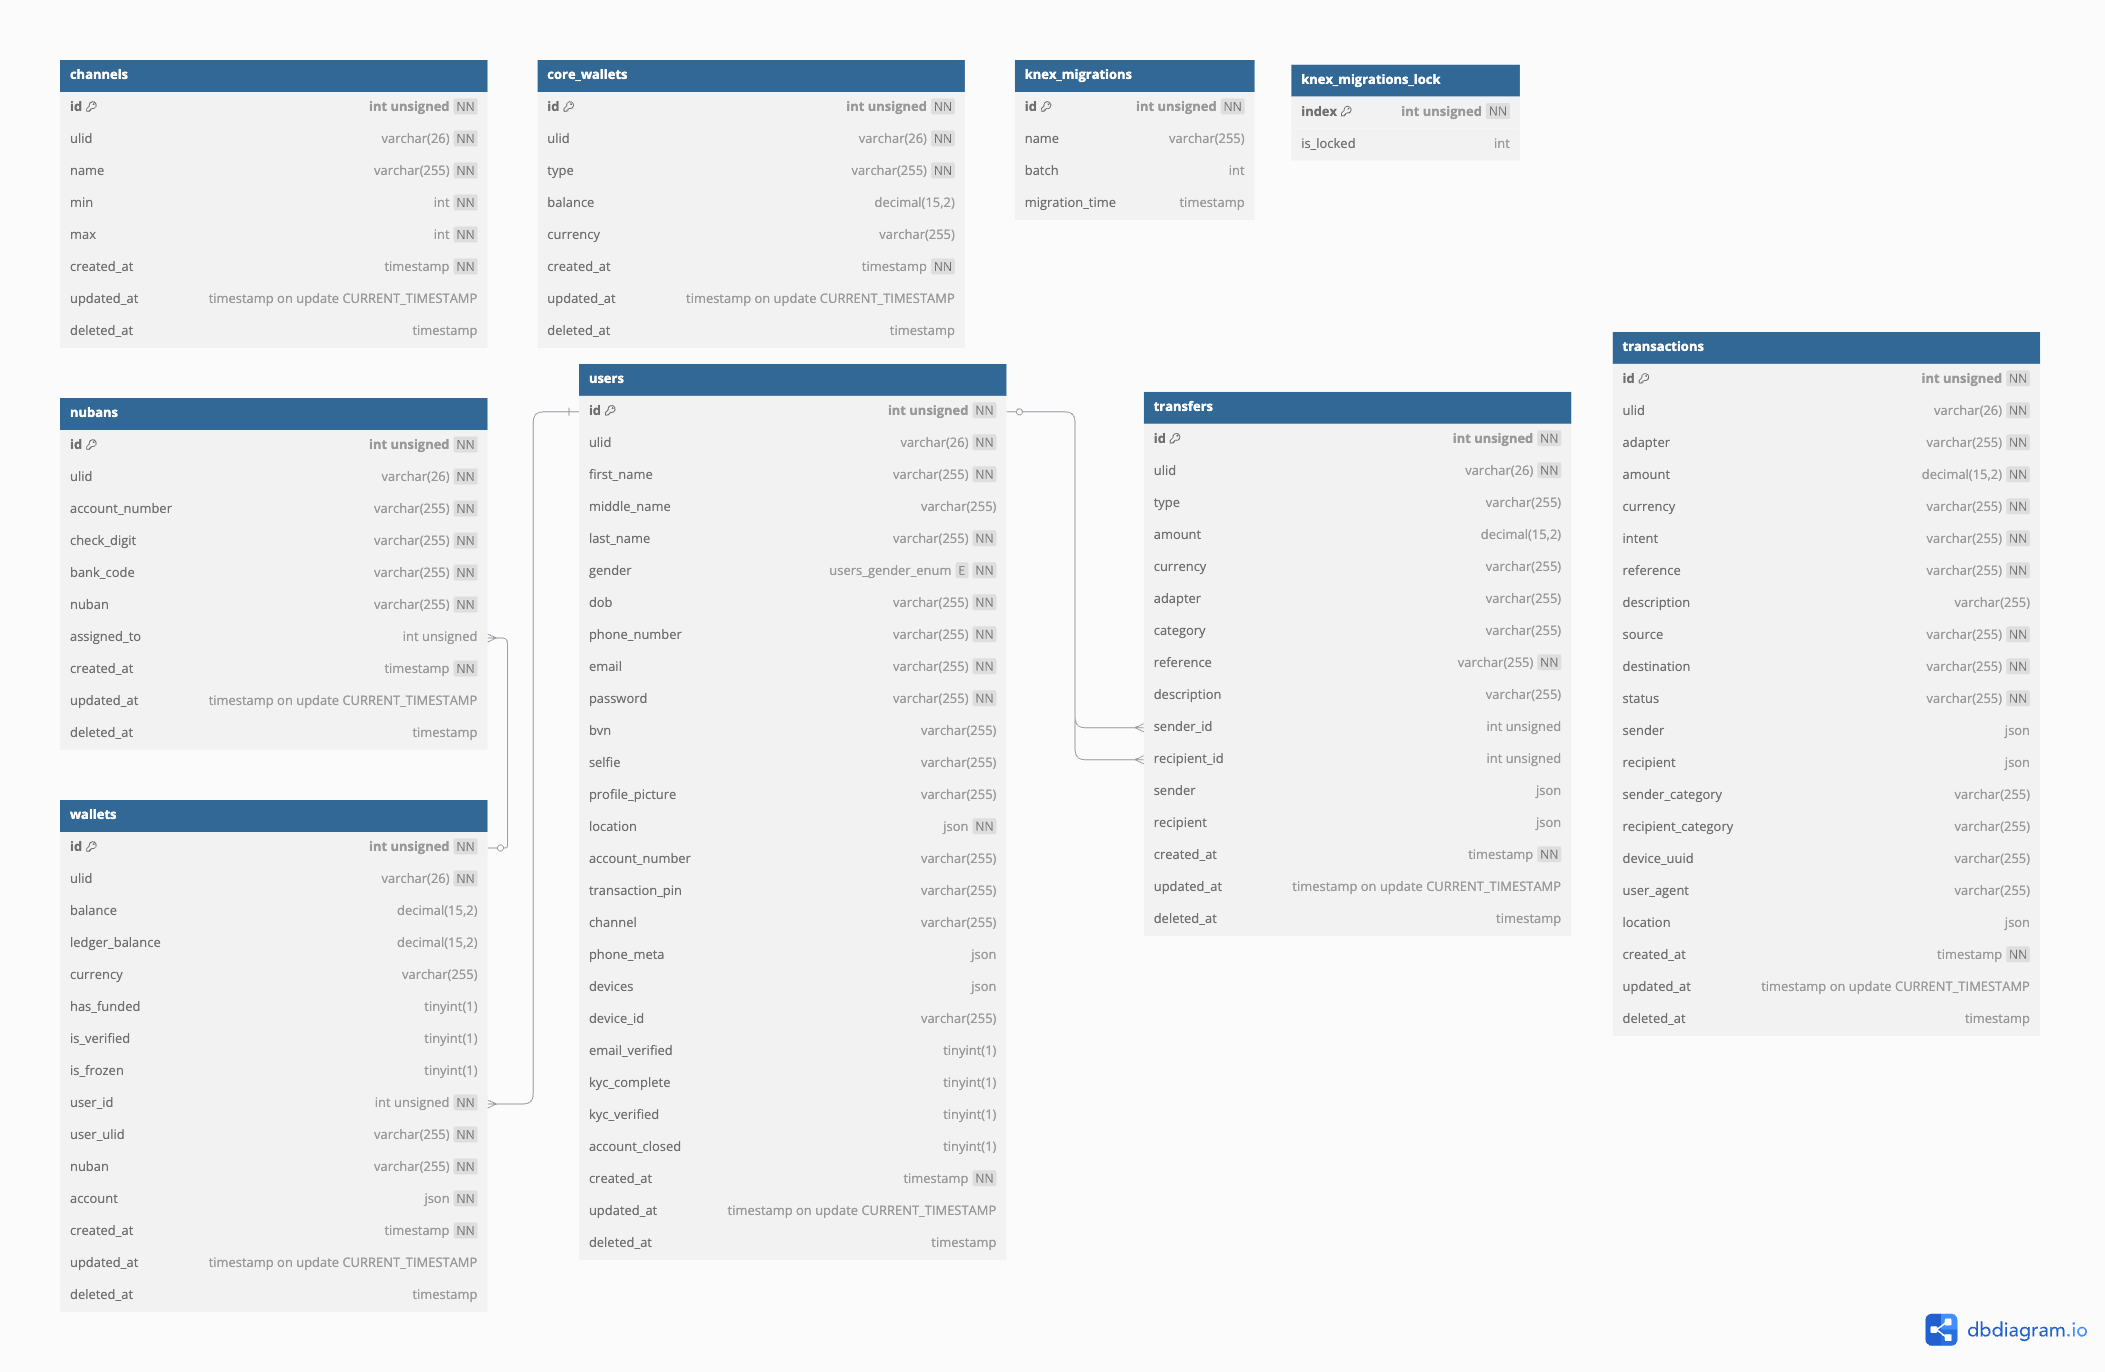 channels
id int unsigned NN
ulid varchar(26) NN
name varchar(255) NN
min int NN
max int NN
created_at timestamp NN
updated_at timestamp on update CURRENT_TIMESTAMP
deleted_at timestamp
core_wallets
id int unsigned NN
ulid varchar(26) NN
type varchar(255) NN
balance decimal(15,2)
currency varchar(255)
created_at timestamp NN
updated_at timestamp on update CURRENT_TIMESTAMP
deleted_at timestamp
knex_migrations
id int unsigned NN
name varchar(255)
batch int
migration_time timestamp
knex_migrations_lock
index int unsigned NN
is_locked int
nubans
id int unsigned NN
ulid varchar(26) NN
account_number varchar(255) NN
check_digit varchar(255) NN
bank_code varchar(255) NN
nuban varchar(255) NN
assigned_to int unsigned
created_at timestamp NN
updated_at timestamp on update CURRENT_TIMESTAMP
deleted_at timestamp
wallets
id int unsigned NN
ulid varchar(26) NN
balance decimal(15,2)
ledger_balance decimal(15,2)
currency varchar(255)
has_funded tinyint(1)
is_verified tinyint(1)
is_frozen tinyint(1)
user_id int unsigned NN
user_ulid varchar(255) NN
nuban varchar(255) NN
account json NN
created_at timestamp NN
updated_at timestamp on update CURRENT_TIMESTAMP
deleted_at timestamp
users
id int unsigned NN
ulid varchar(26) NN
first_name varchar(255) NN
middle_name varchar(255)
last_name varchar(255) NN
gender users_gender_enum E NN
dob varchar(255) NN
phone_number varchar(255) NN
email varchar(255) NN
password varchar(255) NN
bvn varchar(255)
selfie varchar(255)
profile_picture varchar(255)
location json NN
account_number varchar(255)
transaction_pin varchar(255)
channel varchar(255)
phone_meta json
devices json
device_id varchar(255)
email_verified tinyint(1)
kyc_complete tinyint(1)
kyc_verified tinyint(1)
account_closed tinyint(1)
created_at timestamp NN
updated_at timestamp on update CURRENT_TIMESTAMP
deleted_at timestamp
transfers
id int unsigned NN
ulid varchar(26) NN
type varchar(255)
amount decimal(15,2)
currency varchar(255)
adapter varchar(255)
category varchar(255)
reference varchar(255) NN
description varchar(255)
sender_id int unsigned
recipient_id int unsigned
sender json
recipient json
created_at timestamp NN
updated_at timestamp on update CURRENT_TIMESTAMP
deleted_at timestamp
transactions
id int unsigned NN
ulid varchar(26) NN
adapter varchar(255) NN
amount decimal(15,2) NN
currency varchar(255) NN
intent varchar(255) NN
reference varchar(255) NN
description varchar(255)
source varchar(255) NN
destination varchar(255) NN
status varchar(255) NN
sender json
recipient json
sender_category varchar(255)
recipient_category varchar(255)
device_uuid varchar(255)
user_agent varchar(255)
location json
created_at timestamp NN
updated_at timestamp on update CURRENT_TIMESTAMP
deleted_at timestamp
dbdiagram.io